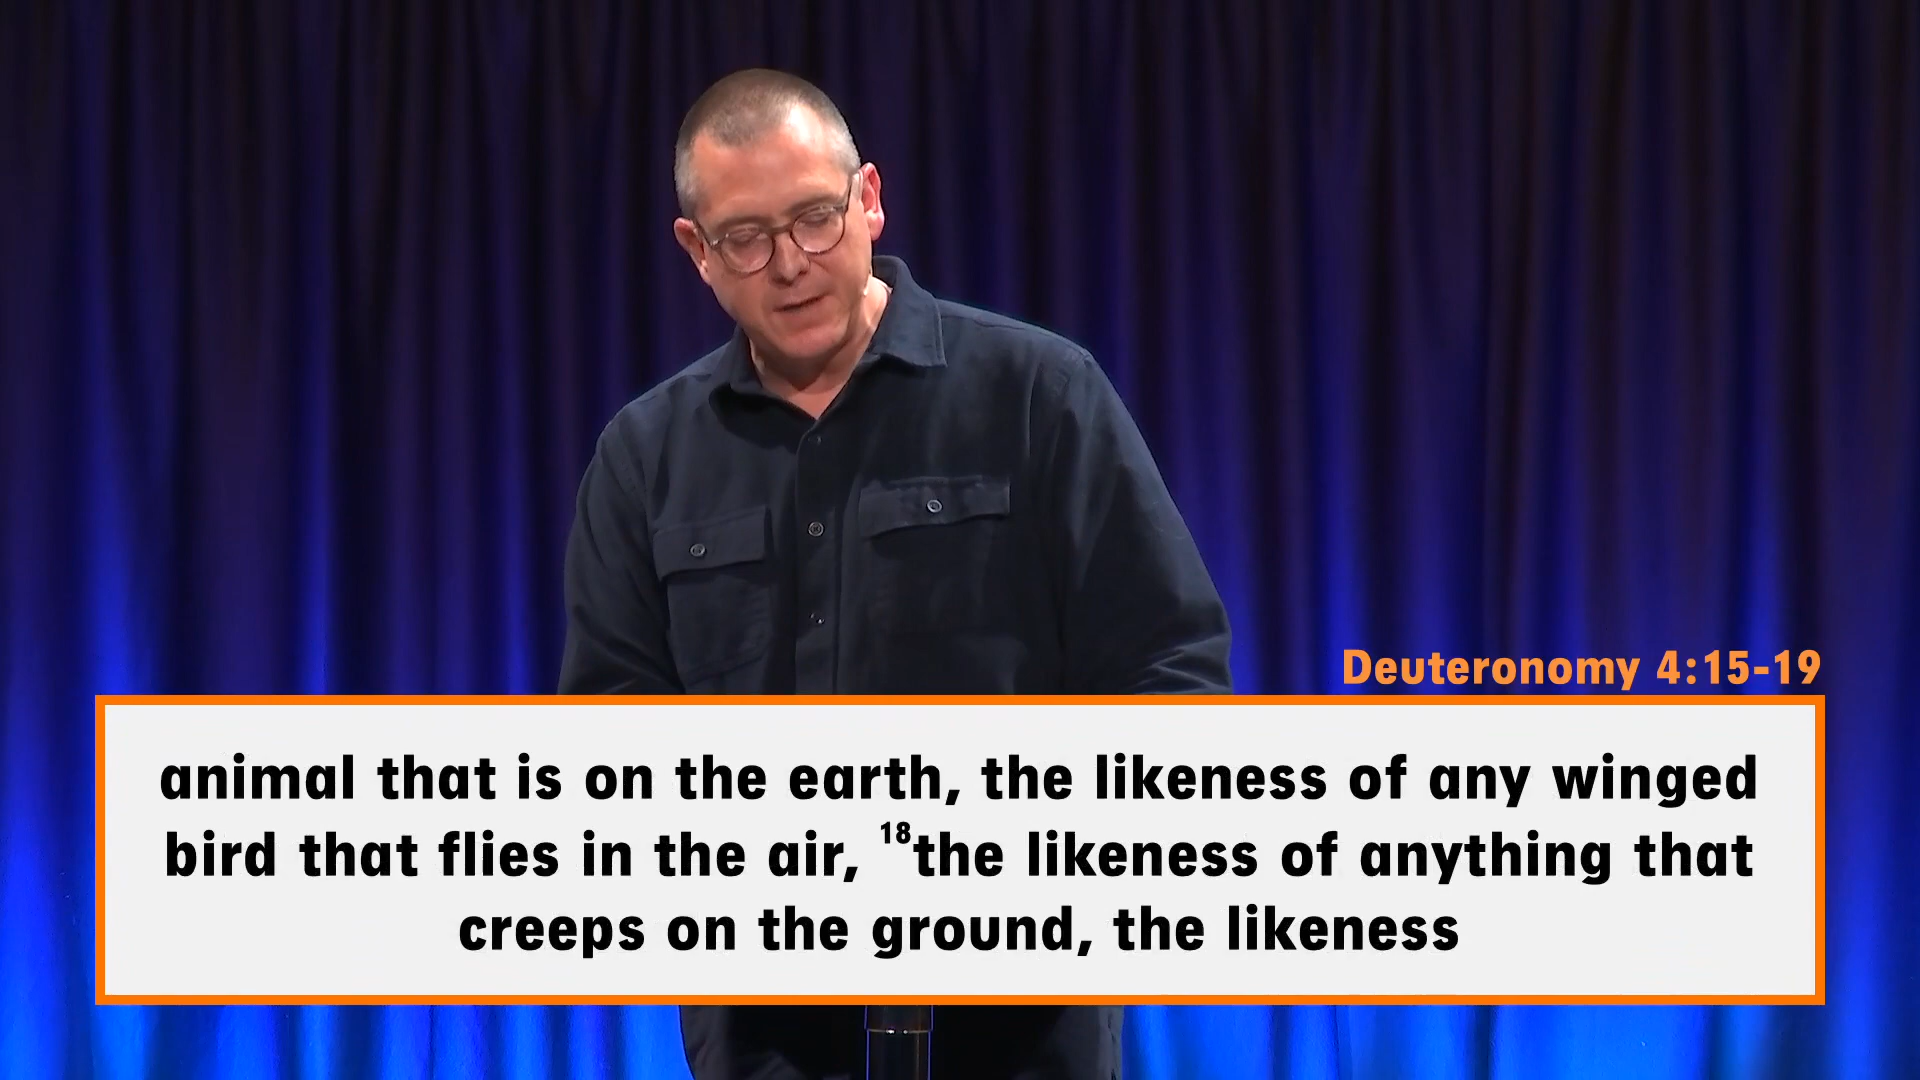 Deuteronomy 4:15-19
animal that is on the earth, the likeness of any winged
bird that flies in the air, 18the likeness of anything that
creeps on the ground, the likeness